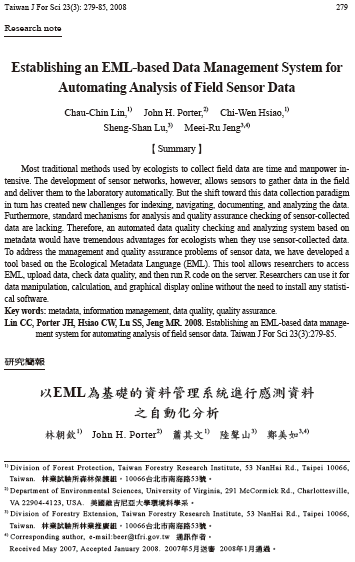 Taiwan J For Sci 23(3): 279-85, 2008 279
Research note
Establishing an EML-based Data Management System for
Automating Analysis of Field Sensor Data
Chau-Chin Lin,1) John H. Porter,2) Chi-Wen Hsiao,1)
Sheng-Shan Lu,3) Meei-Ru Jeng3,4)
【 Summary 】
Most traditional methods used by ecologists to collect field data are time and manpower in-
tensive. The development of sensor networks, however, allows sensors to gather data in the field
and deliver them to the laboratory automatically. But the shift toward this data collection paradigm
in turn has created new challenges for indexing, navigating, documenting, and analyzing the data.
Furthermore, standard mechanisms for analysis and quality assurance checking of sensor-collected
data are lacking. Therefore, an automated data quality checking and analyzing system based on
metadata would have tremendous advantages for ecologists when they use sensor-collected data.
To address the management and quality assurance problems of sensor data, we have developed a
tool based on the Ecological Metadata Language (EML). This tool allows researchers to access
EML, upload data, check data quality, and then run R code on the server. Researchers can use it for
data manipulation, calculation, and graphical display online without the need to install any statisti-
cal software.
Key words: metadata, information management, data quality, quality assurance.
Lin CC, Porter JH, Hsiao CW, Lu SS, Jeng MR. 2008. Establishing an EML-based data manage-
ment system for automating analysis of field sensor data. Taiwan J For Sci 23(3):279-85.
研究簡報
以EML為基礎的資料管理系統進行感測資料
之自動化分析
林朝欽1) John H. Porter2) 蕭其文1) 陸聲山3) 鄭美如3,4)
1) Division of Forest Protection, Taiwan Forestry Research Institute, 53 NanHai Rd., Taipei 10066,
Taiwan. 林業試驗所森林保護組,10066台北市南海路53號。
2) Department of Environmental Sciences, University of Virginia, 291 McCormick Rd., Charlottesville,
VA 22904-4123, USA. 美國維吉尼亞大學環境科學系。
3) Division of Forestry Extension, Taiwan Forestry Research Institute, 53 NanHai Rd., Taipei 10066,
Taiwan. 林業試驗所林業推廣組,10066台北市南海路53號。
4) Corresponding author, e-mail:beer@tfri.gov.tw 通訊作者。
Received May 2007, Accepted January 2008. 2007年5月送審 2008年1月通過。